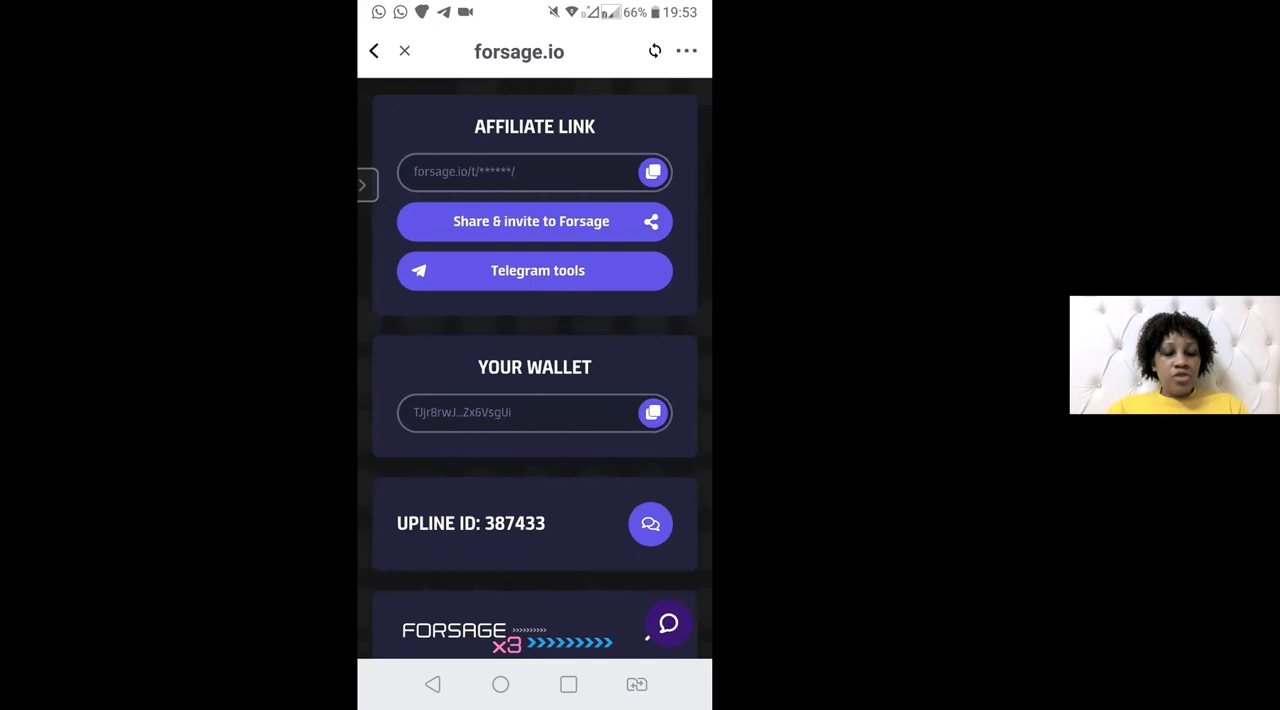 66% 19:53
forsage.io
AFFILIATE LINK
forsage.io/t/******/
Share & invite to Forsage
Telegram tools
YOUR WALLET
TJjr8rwJ...Zx6VsgUi
UPLINE ID: 387433
FORSAGE
x3